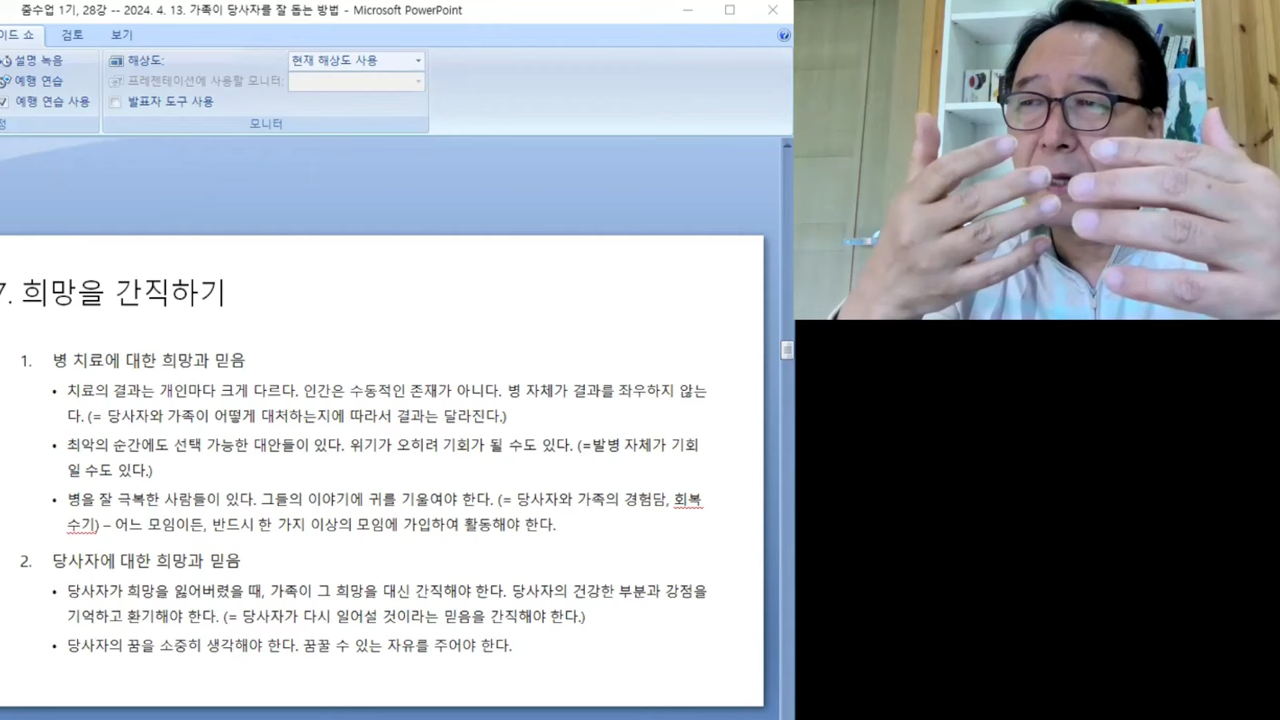 줌수업 1기, 28강 -- 2024. 4. 13. 가족이 당사자를 잘 돕는 방법 - Microsoft PowerPoint
이드 쇼 검토 보기
설명 녹음
예행 연습
예행 연습 사용
정
해상도: 현재 해상도 사용
프레젠테이션에 사용할 모니터:
발표자 도구 사용
모니터
7. 희망을 간직하기
1. 병 치료에 대한 희망과 믿음
• 치료의 결과는 개인마다 크게 다르다. 인간은 수동적인 존재가 아니다. 병 자체가 결과를 좌우하지 않는
다. (= 당사자와 가족이 어떻게 대처하는지에 따라서 결과는 달라진다.)
• 최악의 순간에도 선택 가능한 대안들이 있다. 위기가 오히려 기회가 될 수도 있다. (=발병 자체가 기회
일 수도 있다.)
• 병을 잘 극복한 사람들이 있다. 그들의 이야기에 귀를 기울여야 한다. (= 당사자와 가족의 경험담, 회복
수기) – 어느 모임이든, 반드시 한 가지 이상의 모임에 가입하여 활동해야 한다.
2. 당사자에 대한 희망과 믿음
• 당사자가 희망을 잃어버렸을 때, 가족이 그 희망을 대신 간직해야 한다. 당사자의 건강한 부분과 강점을
기억하고 환기해야 한다. (= 당사자가 다시 일어설 것이라는 믿음을 간직해야 한다.)
• 당사자의 꿈을 소중히 생각해야 한다. 꿈꿀 수 있는 자유를 주어야 한다.